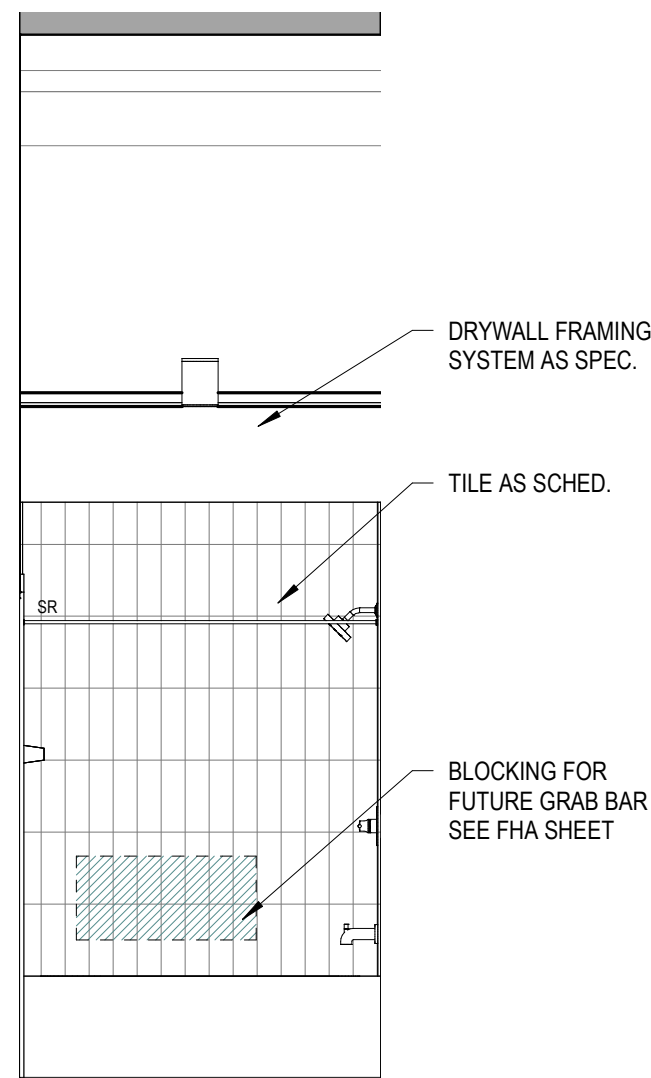 DRYWALL FRAMING
SYSTEM AS SPEC.
TILE AS SCHED.
SR
BLOCKING FOR
FUTURE GRAB BAR
SEE FHA SHEET